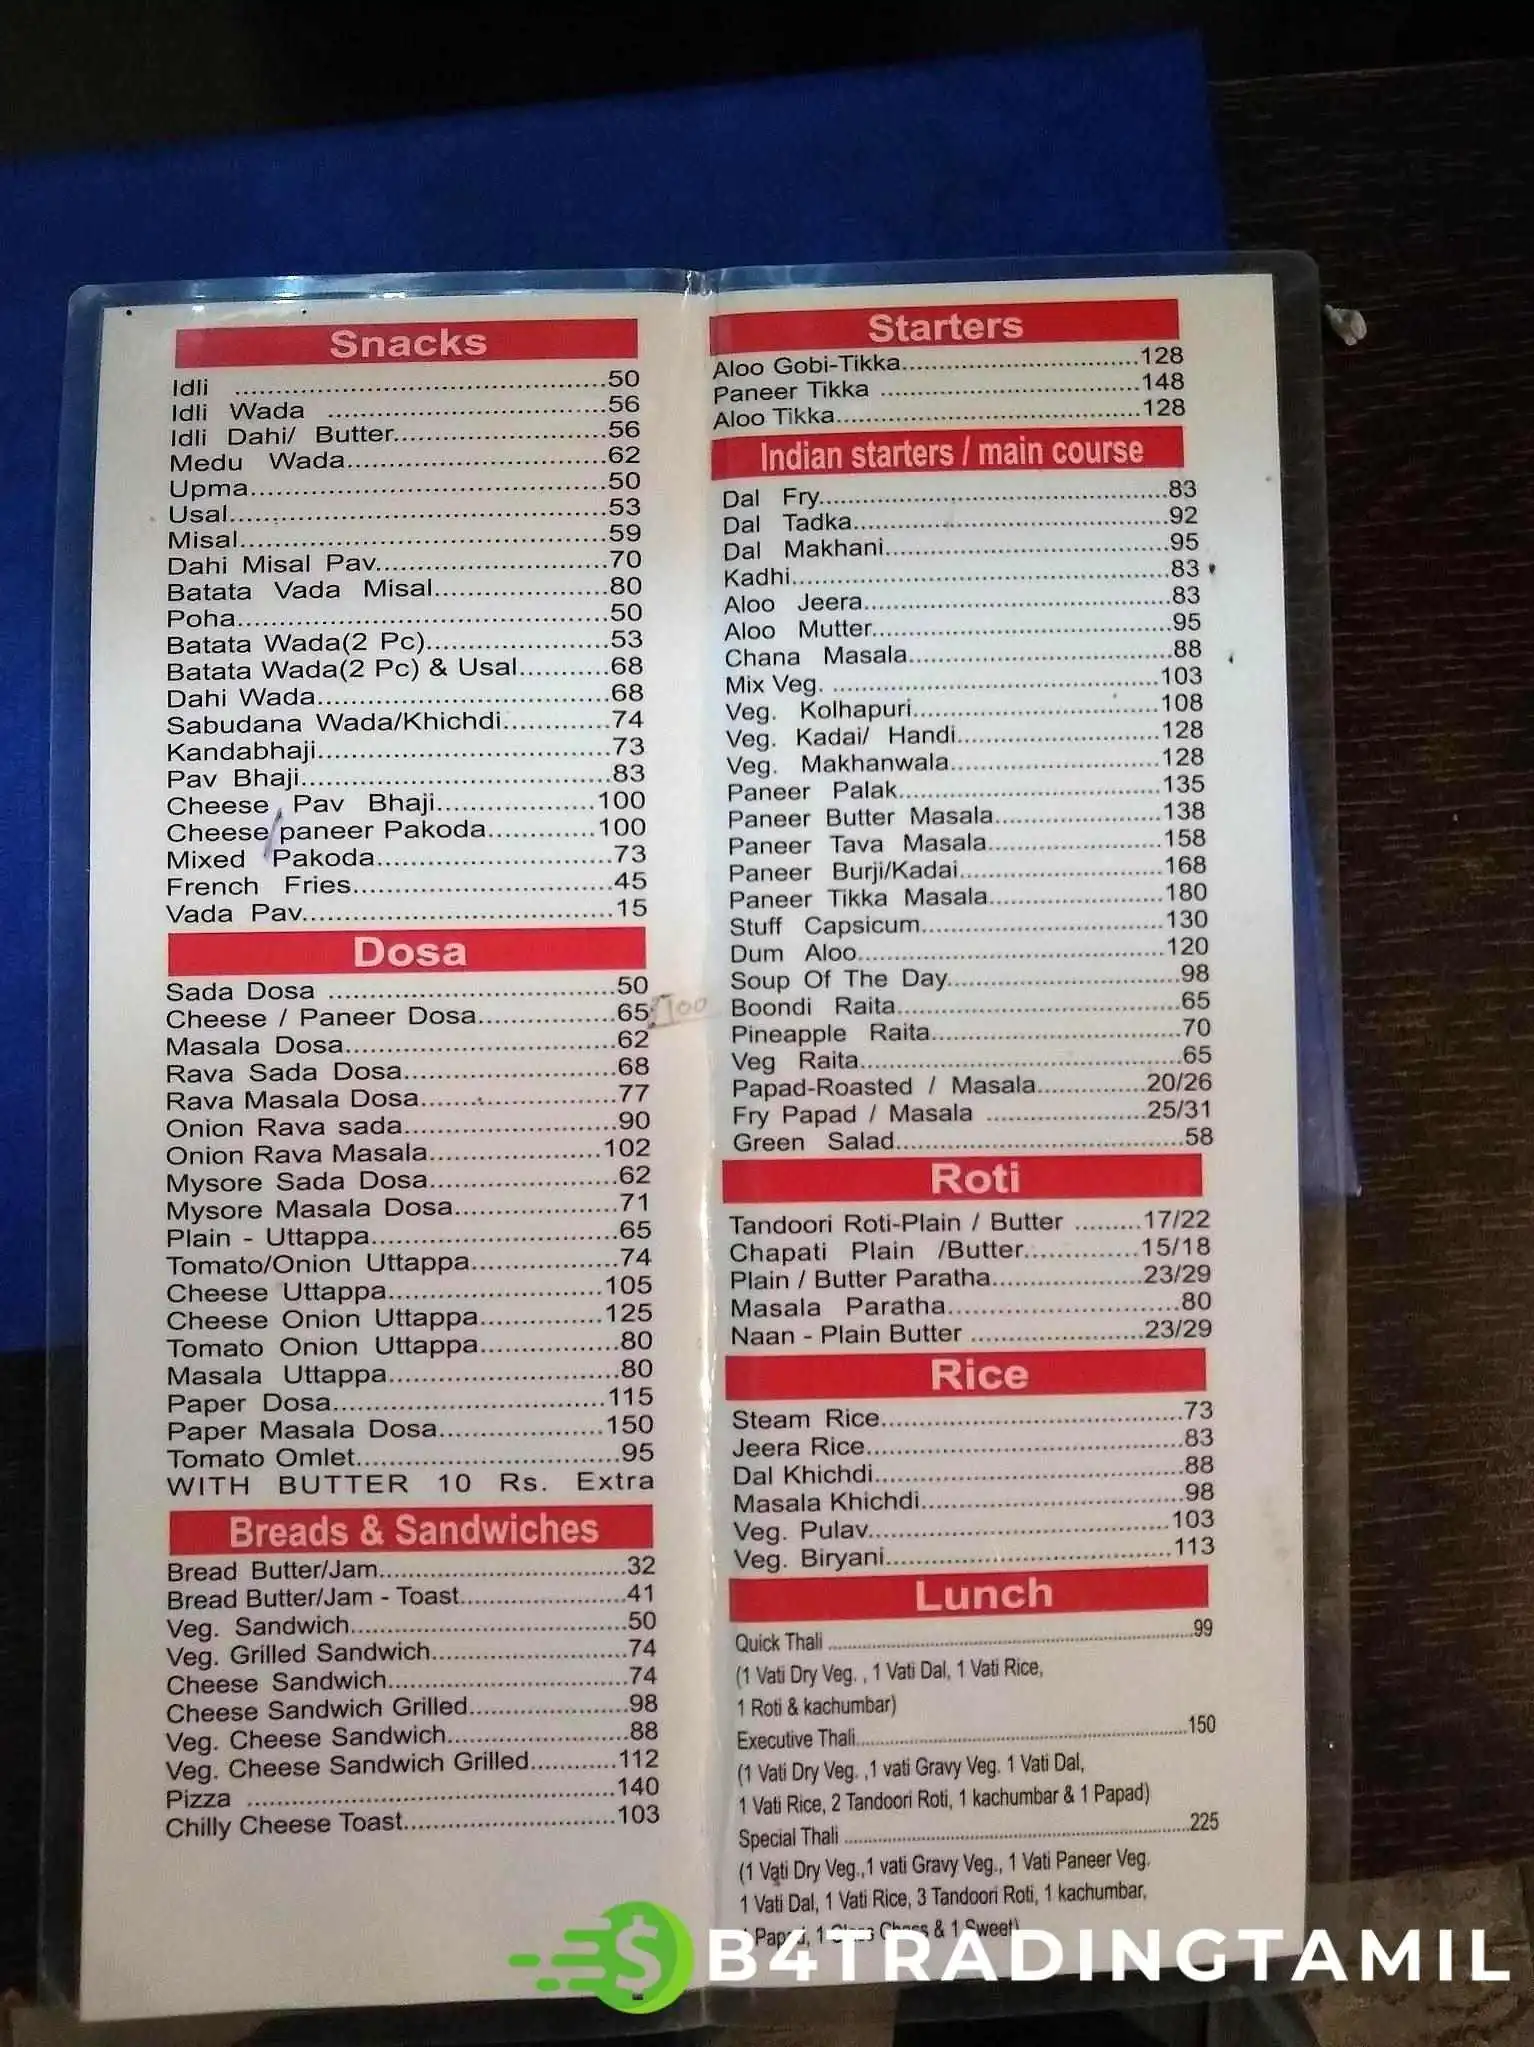 Snacks
Idli ..........50
Idli Wada ..........56
Idli Dahi/ Butter..........56
Medu Wada..........62
Upma..........50
Usal..........53
Misal..........59
Dahi Misal Pav..........70
Batata Vada Misal..........80
Poha..........50
Batata Wada(2 Pc)..........53
Batata Wada(2 Pc) & Usal..........68
Dahi Wada..........68
Sabudana Wada/Khichdi..........74
Kandabhaji..........73
Pav Bhaji..........83
Cheese Pav Bhaji..........100
Cheese/paneer Pakoda..........100
Mixed Pakoda..........73
French Fries..........45
Vada Pav..........15
Dosa
Sada Dosa ..........50
Cheese / Paneer Dosa..........65 100
Masala Dosa..........62
Rava Sada Dosa..........68
Rava Masala Dosa..........77
Onion Rava sada..........90
Onion Rava Masala..........102
Mysore Sada Dosa..........62
Mysore Masala Dosa..........71
Plain - Uttappa..........65
Tomato/Onion Uttappa..........74
Cheese Uttappa..........105
Cheese Onion Uttappa..........125
Tomato Onion Uttappa..........80
Masala Uttappa..........80
Paper Dosa..........115
Paper Masala Dosa..........150
Tomato Omlet..........95
WITH BUTTER 10 Rs. Extra
Breads & Sandwiches
Bread Butter/Jam..........32
Bread Butter/Jam - Toast..........41
Veg. Sandwich..........50
Veg. Grilled Sandwich..........74
Cheese Sandwich..........74
Cheese Sandwich Grilled..........98
Veg. Cheese Sandwich..........88
Veg. Cheese Sandwich Grilled..........112
Pizza ..........140
Chilly Cheese Toast..........103
Starters
Aloo Gobi-Tikka..........128
Paneer Tikka ..........148
Aloo Tikka..........128
Indian starters / main course
Dal Fry..........83
Dal Tadka..........92
Dal Makhani..........95
Kadhi..........83
Aloo Jeera..........83
Aloo Mutter..........95
Chana Masala..........88
Mix Veg. ..........103
Veg. Kolhapuri..........108
Veg. Kadai/ Handi..........128
Veg. Makhanwala..........128
Paneer Palak..........135
Paneer Butter Masala..........138
Paneer Tava Masala..........158
Paneer Burji/Kadai..........168
Paneer Tikka Masala..........180
Stuff Capsicum..........130
Dum Aloo..........120
Soup Of The Day..........98
Boondi Raita..........65
Pineapple Raita..........70
Veg Raita..........65
Papad-Roasted / Masala..........20/26
Fry Papad / Masala ..........25/31
Green Salad..........58
Roti
Tandoori Roti-Plain / Butter .........17/22
Chapati Plain /Butter..........15/18
Plain / Butter Paratha..........23/29
Masala Paratha..........80
Naan - Plain Butter ..........23/29
Rice
Steam Rice..........73
Jeera Rice..........83
Dal Khichdi..........88
Masala Khichdi..........98
Veg. Pulav..........103
Veg. Biryani..........113
Lunch
Quick Thali ..........99
(1 Vati Dry Veg. , 1 Vati Dal, 1 Vati Rice,
1 Roti & kachumbar)
Executive Thali..........150
(1 Vati Dry Veg. ,1 vati Gravy Veg. 1 Vati Dal,
1 Vati Rice, 2 Tandoori Roti, 1 kachumbar & 1 Papad)
Special Thali ..........225
(1 Vati Dry Veg.,1 vati Gravy Veg., 1 Vati Paneer Veg.
1 Vati Dal, 1 Vati Rice, 3 Tandoori Roti, 1 kachumbar,
Papad, 1 & 1 Sweet)
$ B4TRADINGTAMIL